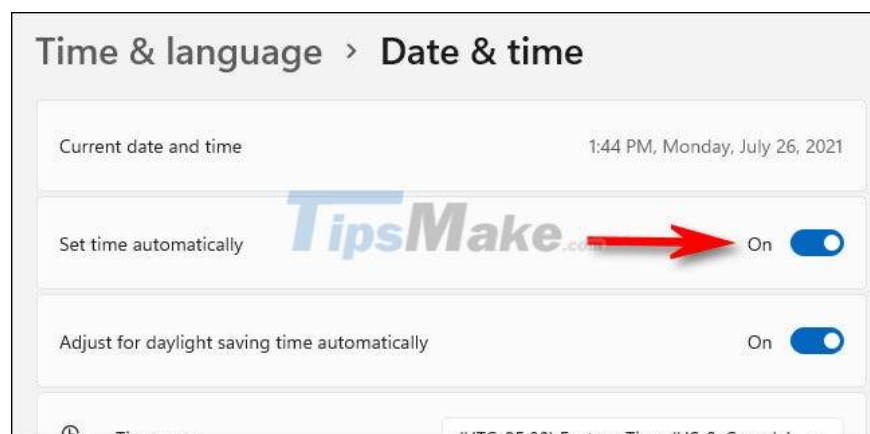 Time & language > Date & time
Current date and time 1:44 PM, Monday, July 26, 2021
TipsMake.com
Set time automatically On
Adjust for daylight saving time automatically On